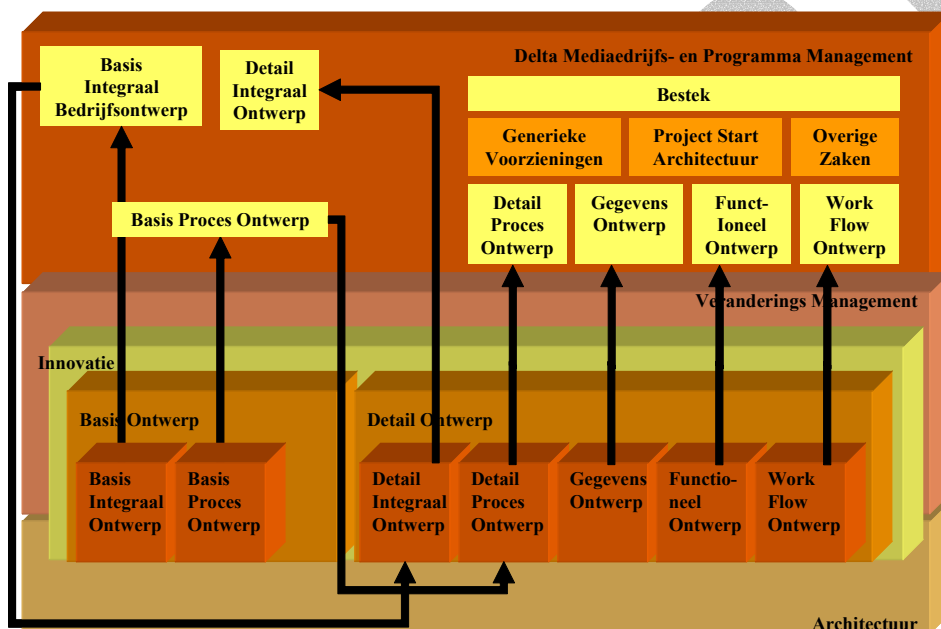 Basis
Integraal
Bedrijfsontwerp
Detail
Integraal
Ontwerp
Delta Mediaedrijfs- en Programma Management
Bestek
Generieke
Voorzieningen
Project Start
Architectuur
Overige
Zaken
Basis Proces Ontwerp
Detail
Proces
Ontwerp
Gegevens
Ontwerp
Funct-
Ioneel
Ontwerp
Work
Flow
Ontwerp
Veranderings Management
Innovatie
Basis Ontwerp
Detail Ontwerp
Basis
Integraal
Ontwerp
Basis
Proces
Ontwerp
Detail
Integraal
Ontwerp
Detail
Proces
Ontwerp
Gegevens
Ontwerp
Functio-
neel
Ontwerp
Work
Flow
Ontwerp
Architectuur